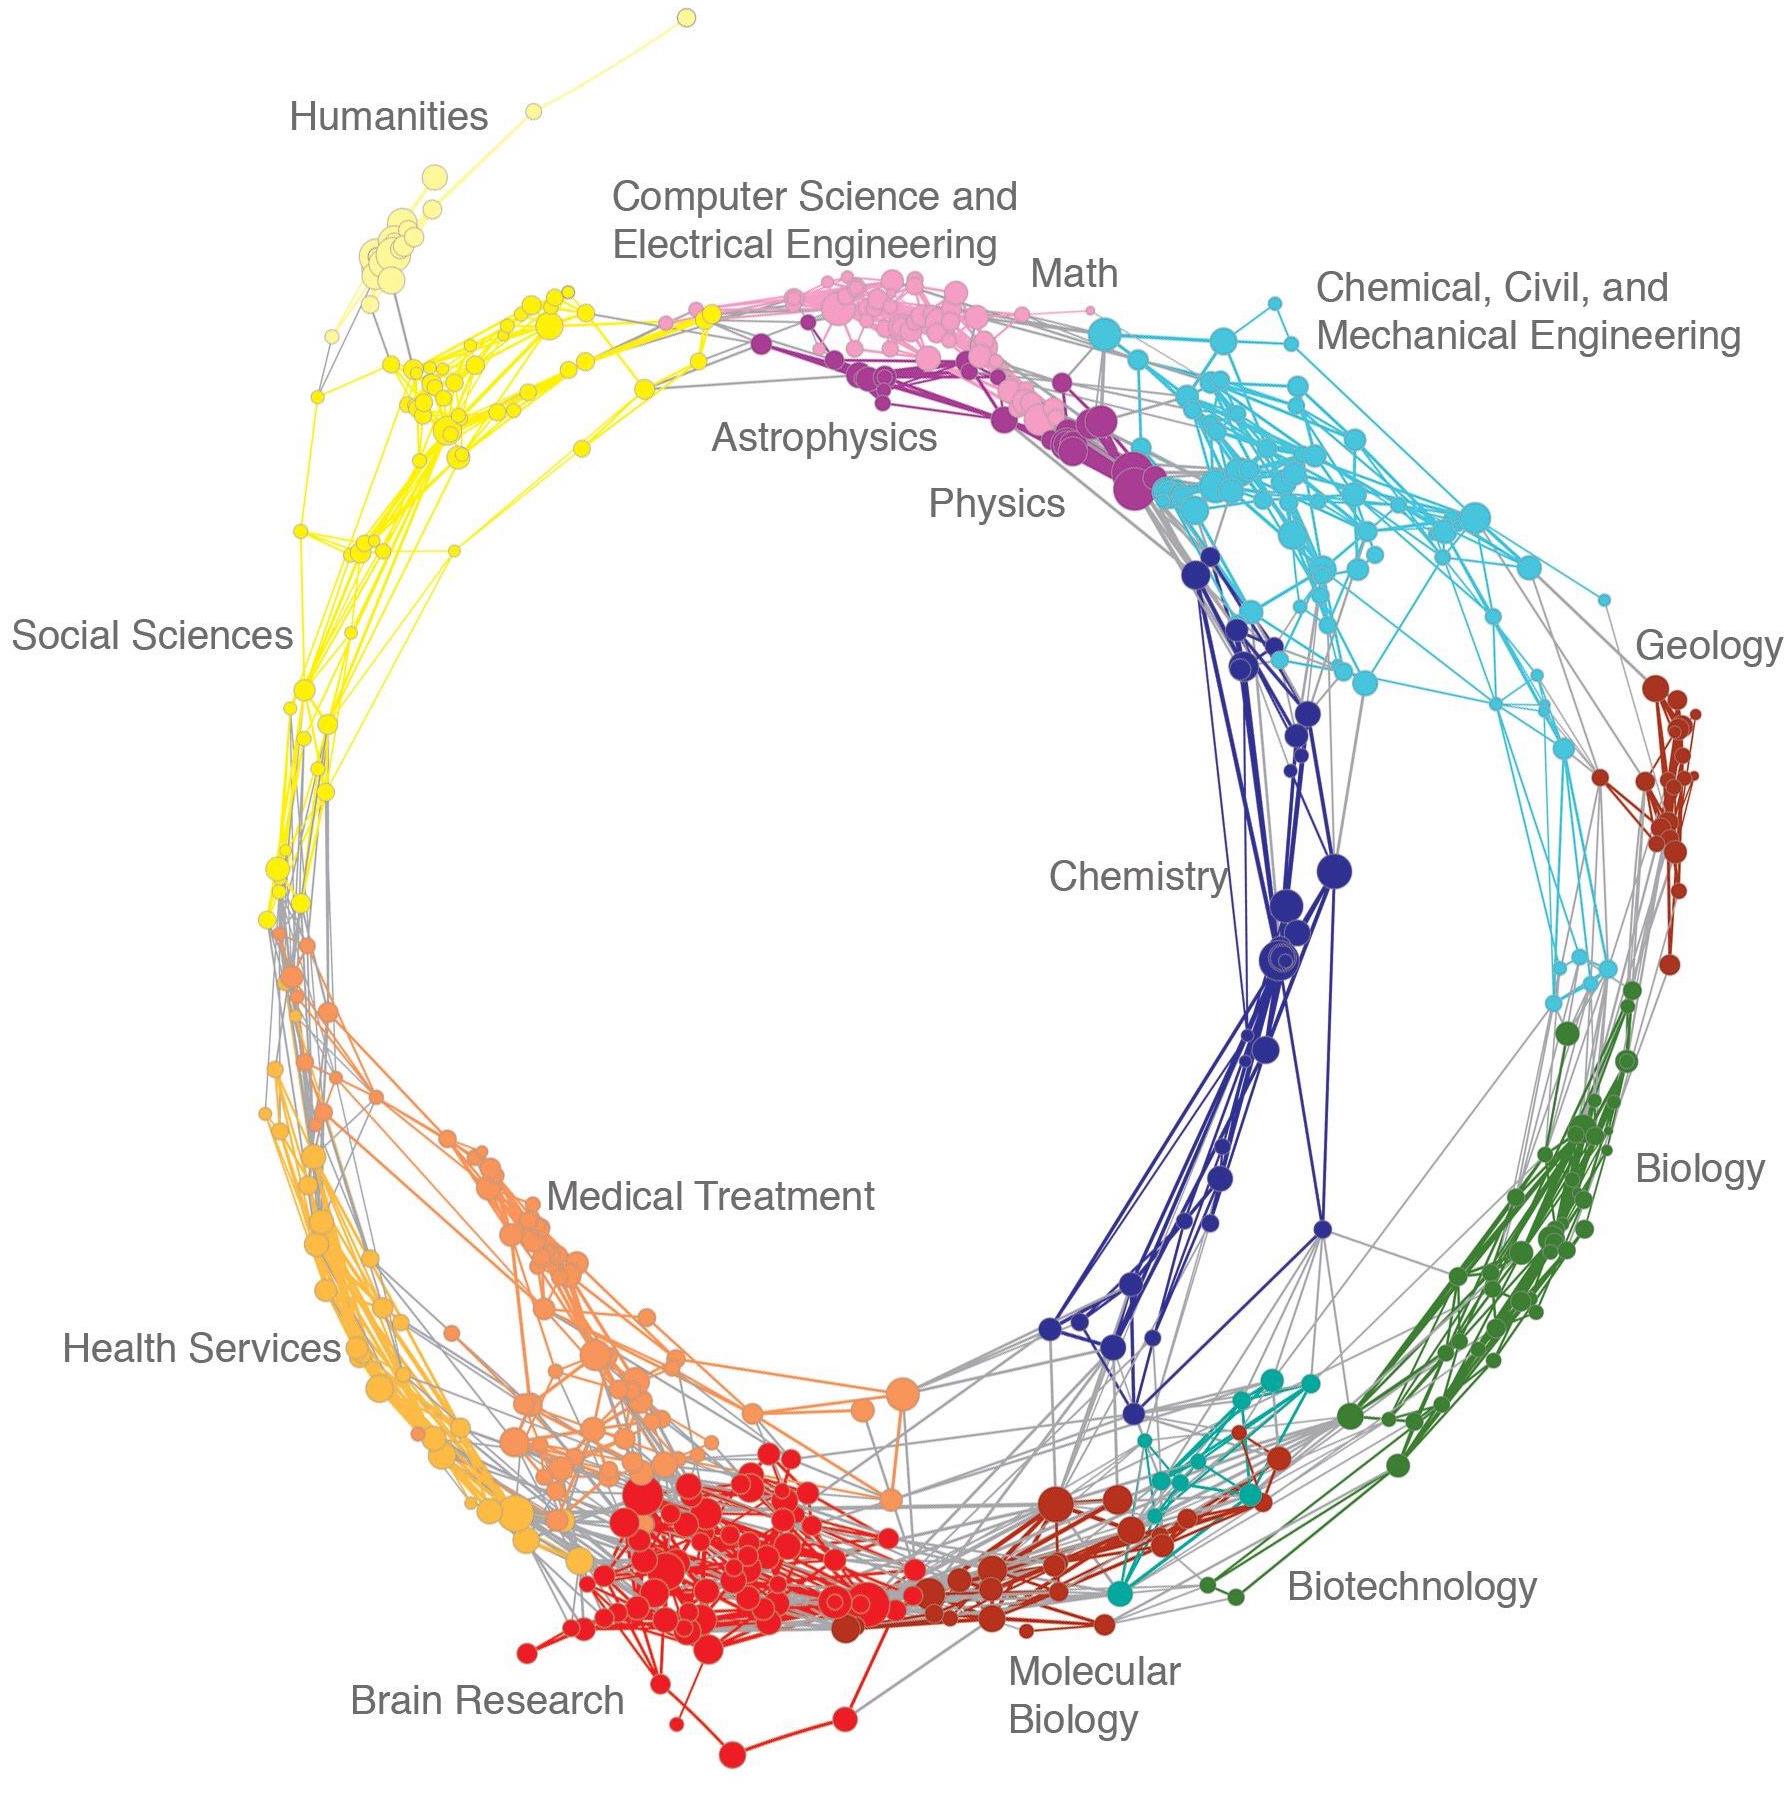 Humanities
Computer Science and
Electrical Engineering
Math
Chemical, Civil, and
Mechanical Engineering
Astrophysics
Physics
Social Sciences
Geology
Chemistry
Biology
Medical Treatment
Health Services
Biotechnology
Brain Research
Molecular
Biology